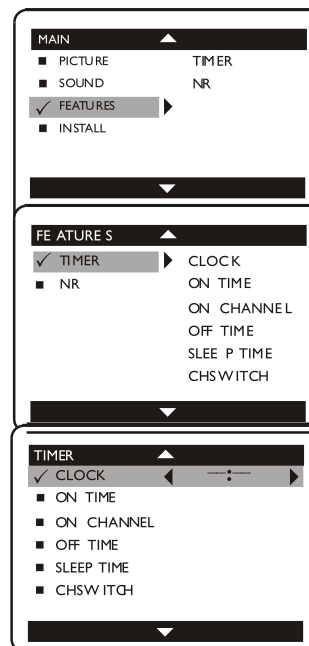 MAIN
PICTURE TIMER
SOUND NR
✓ FEATURES
INSTALL
FEATURES
✓ TIMER CLOCK
NR ON TIME
ON CHANNEL
OFF TIME
SLEEP TIME
CHSWITCH
TIMER
✓ CLOCK --:--
ON TIME
ON CHANNEL
OFF TIME
SLEEP TIME
CHSWITCH